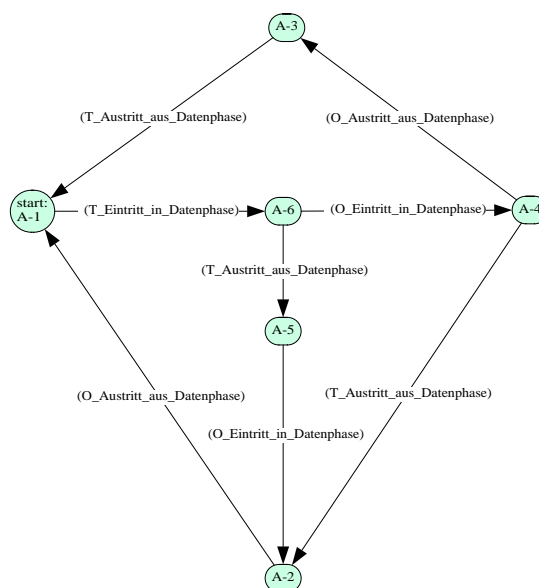 A-3
(T_Austritt_aus_Datenphase)
(O_Austritt_aus_Datenphase)
start:
A-1
(T_Eintritt_in_Datenphase)
A-6
(O_Eintritt_in_Datenphase)
A-4
(T_Austritt_aus_Datenphase)
A-5
(O_Austritt_aus_Datenphase)
(T_Austritt_aus_Datenphase)
(O_Eintritt_in_Datenphase)
A-2